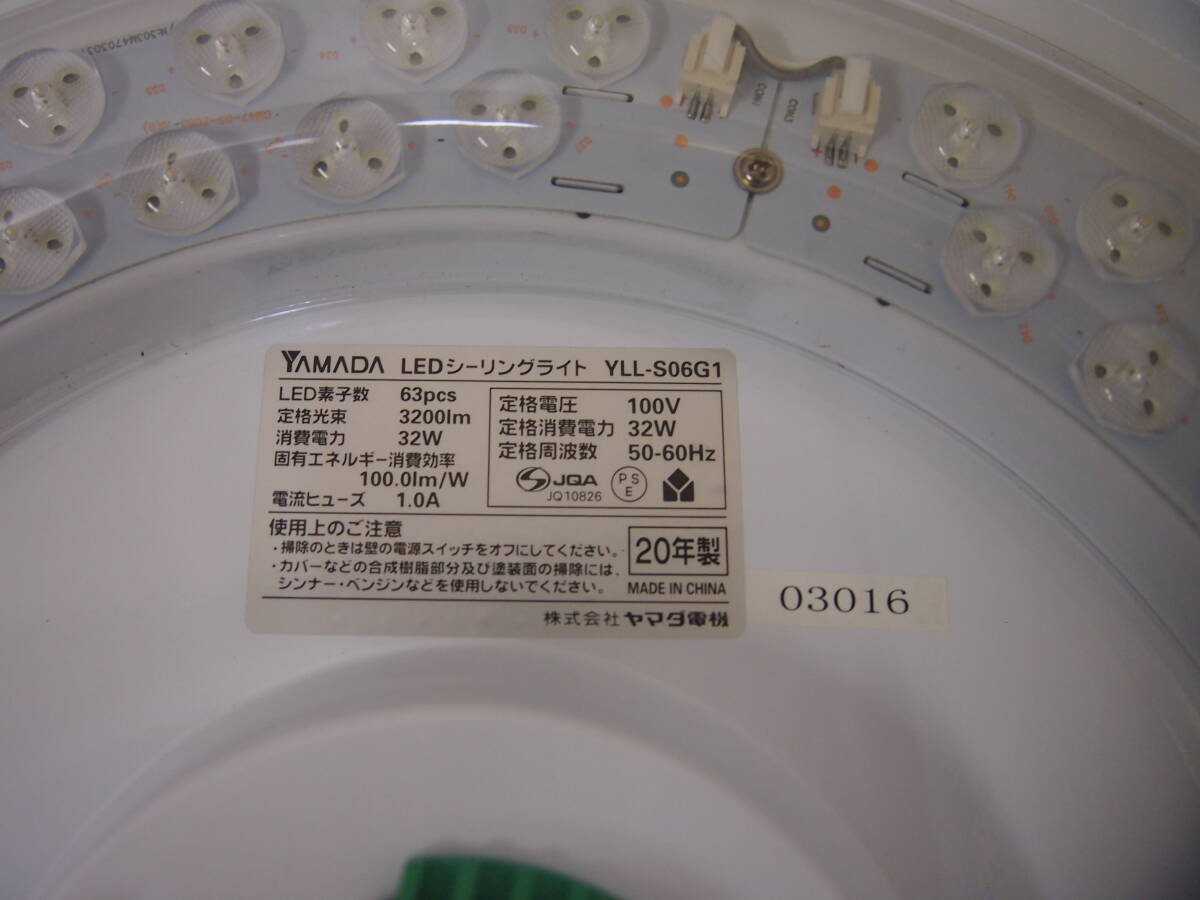 YAMADA LEDシーリングライト YLL-S06G1
LED素子数 63pcs
定格光束 3200lm
消費電力 32W
固有エネルギー消費効率
100.0lm/W
電流ヒューズ 1.0A
定格電圧 100V
定格消費電力 32W
定格周波数 50-60Hz
JQA
JQ10826
PS
E
使用上のご注意
・掃除のときは壁の電源スイッチをオフにしてください。
・カバーなどの合成樹脂部分及び塗装面の掃除には、
シンナー・ベンジンなどを使用しないでください。
20年製
MADE IN CHINA
株式会社 ヤマダ電機
03016